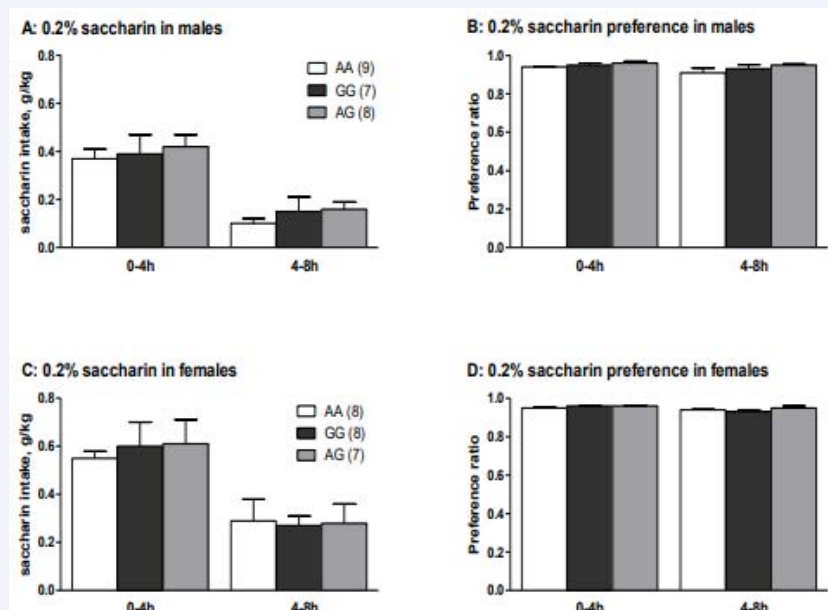 A: 0.2% saccharin in males
saccharin intake, g/kg
0.8
0.6
0.4
0.2
0.0
AA (9)
GG (7)
AG (8)
0-4h
4-8h
B: 0.2% saccharin preference in males
Preference ratio
1.0
0.8
0.6
0.4
0.2
0.0
0-4h
4-8h
C: 0.2% saccharin in females
saccharin intake, g/kg
0.8
0.6
0.4
0.2
0.0
AA (8)
GG (8)
AG (7)
0-4h
4-8h
D: 0.2% saccharin preference in females
Preference ratio
1.0
0.8
0.6
0.4
0.2
0.0
0-4h
4-8h